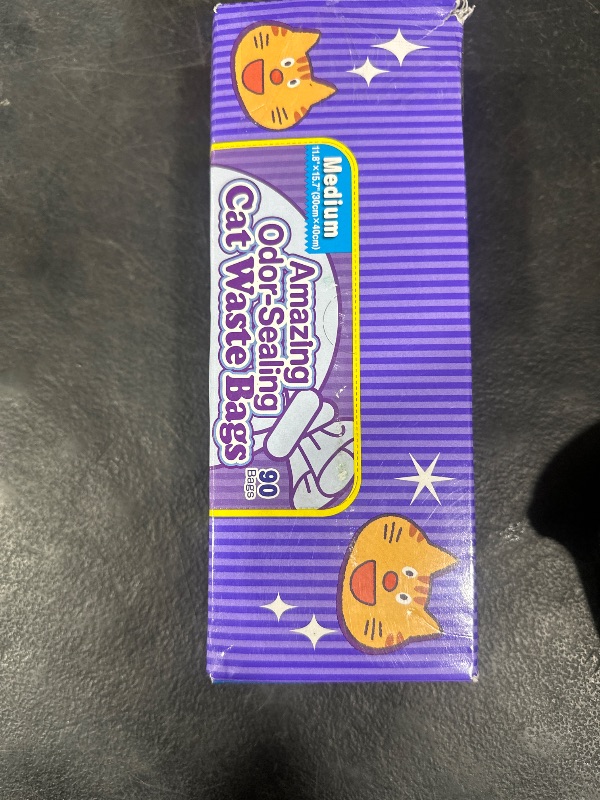 Medium
11.8"×15.7"(30cm×40cm)
Amazing
Odor-Sealing
Cat Waste Bags
90
Bags